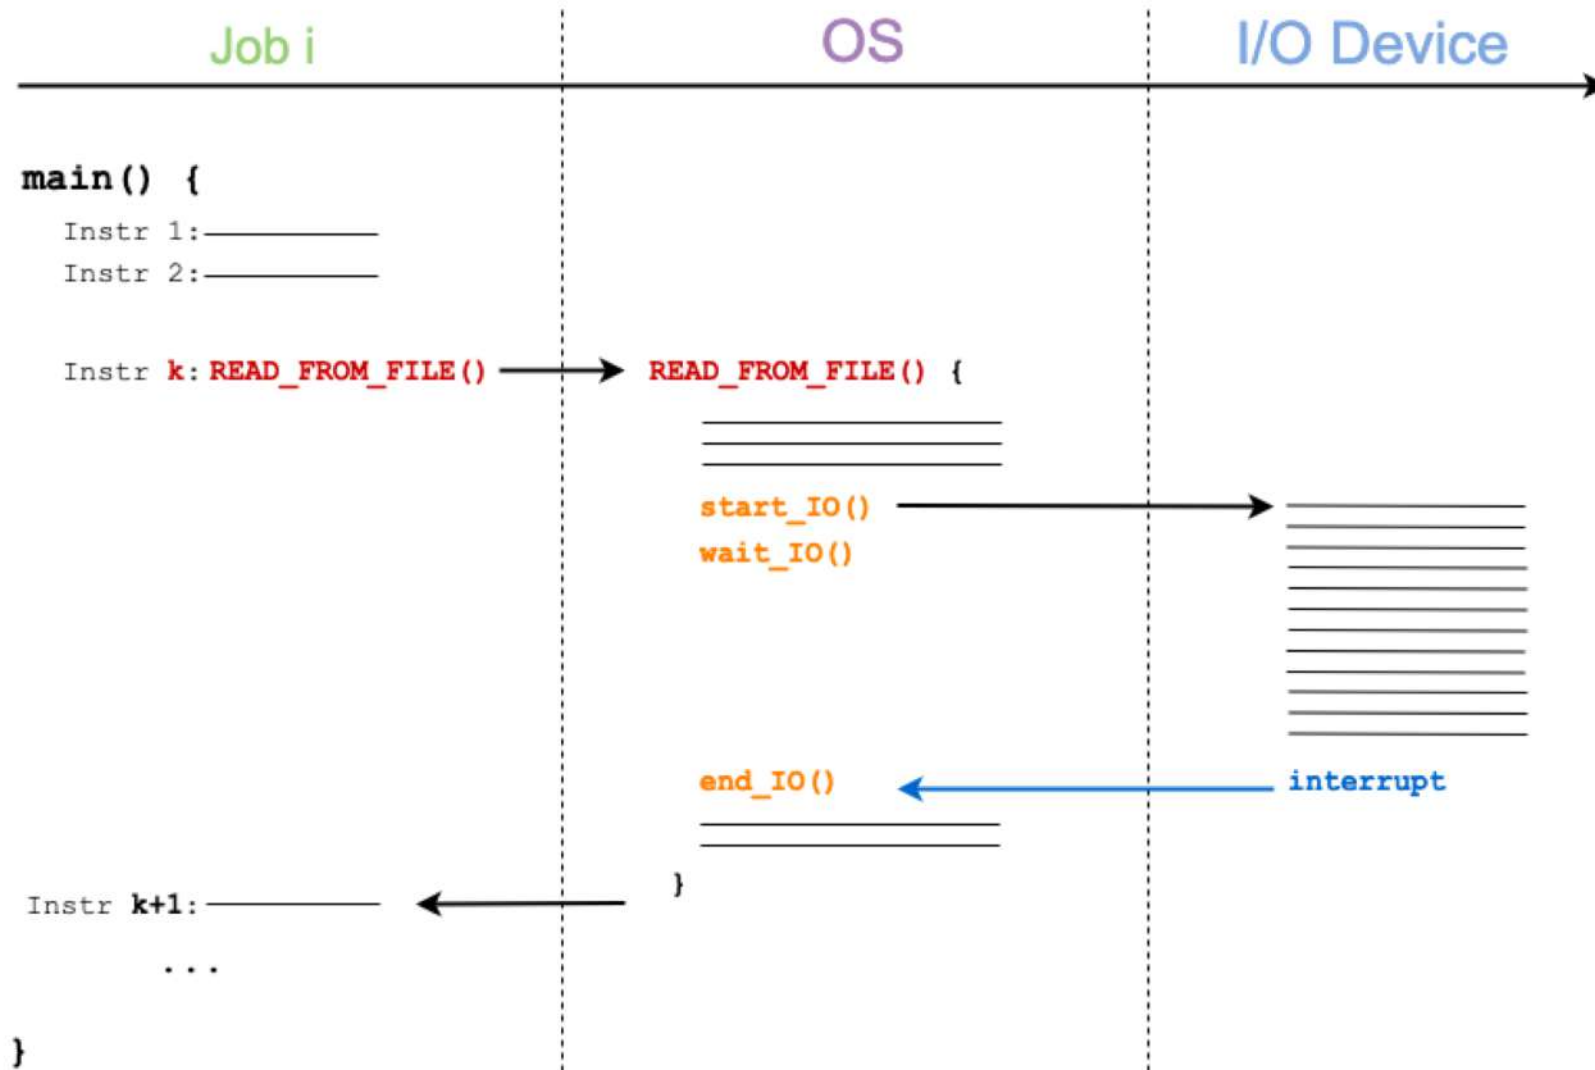 Job i OS I/O Device
main() {
Instr 1:
Instr 2:
Instr k: READ_FROM_FILE() READ_FROM_FILE() {
start_IO()
wait_IO()
end_IO() interrupt
}
Instr k+1:
...
}